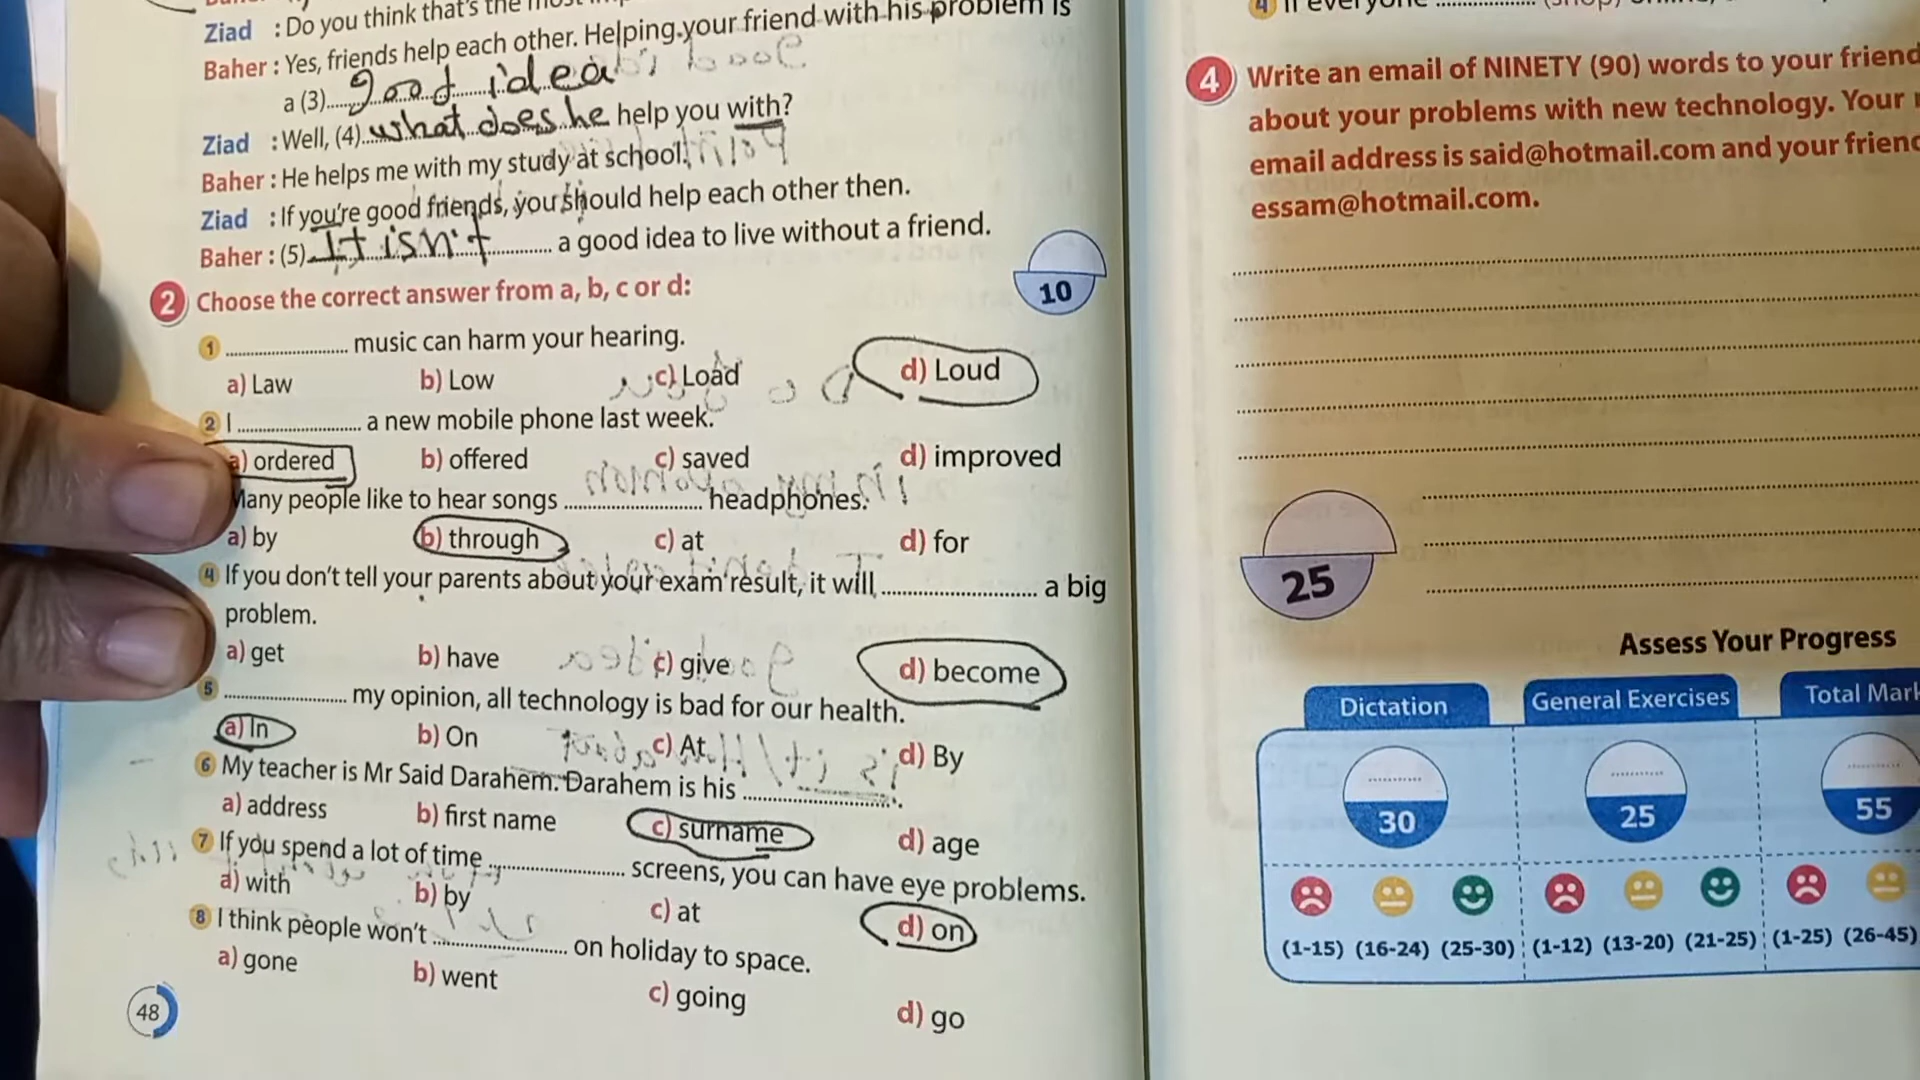 Ziad : Do you think that's the
Baher : Yes, friends help each other. Helping your friend with his problem is
a (3) good idea
Ziad : Well, (4) what does he help you with?
Baher : He helps me with my study at school.
Ziad : If you're good friends, you should help each other then.
Baher : (5) It isn't a good idea to live without a friend.
2 Choose the correct answer from a, b, c or d:
10
1 .......... music can harm your hearing.
a) Law b) Low c) Load d) Loud
2 I .......... a new mobile phone last week.
a) ordered b) offered c) saved d) improved
Many people like to hear songs .......... headphones.
a) by b) through c) at d) for
4 If you don't tell your parents about your exam result, it will .......... a big
problem.
a) get b) have c) give d) become
5 .......... my opinion, all technology is bad for our health.
a) In b) On c) At d) By
6 My teacher is Mr Said Darahem. Darahem is his .......... .
a) address b) first name c) surname d) age
7 If you spend a lot of time .......... screens, you can have eye problems.
a) with b) by c) at d) on
8 I think people won't .......... on holiday to space.
a) gone b) went c) going d) go
48
4 If everyone .......... (shop) online,
4 Write an email of NINETY (90) words to your friend
about your problems with new technology. Your
email address is said@hotmail.com and your
essam@hotmail.com.
25
Assess Your Progress
Dictation General Exercises Total
30 25 55
(1-15) (16-24) (25-30) (1-12) (13-20) (21-25) (1-25) (26-45)